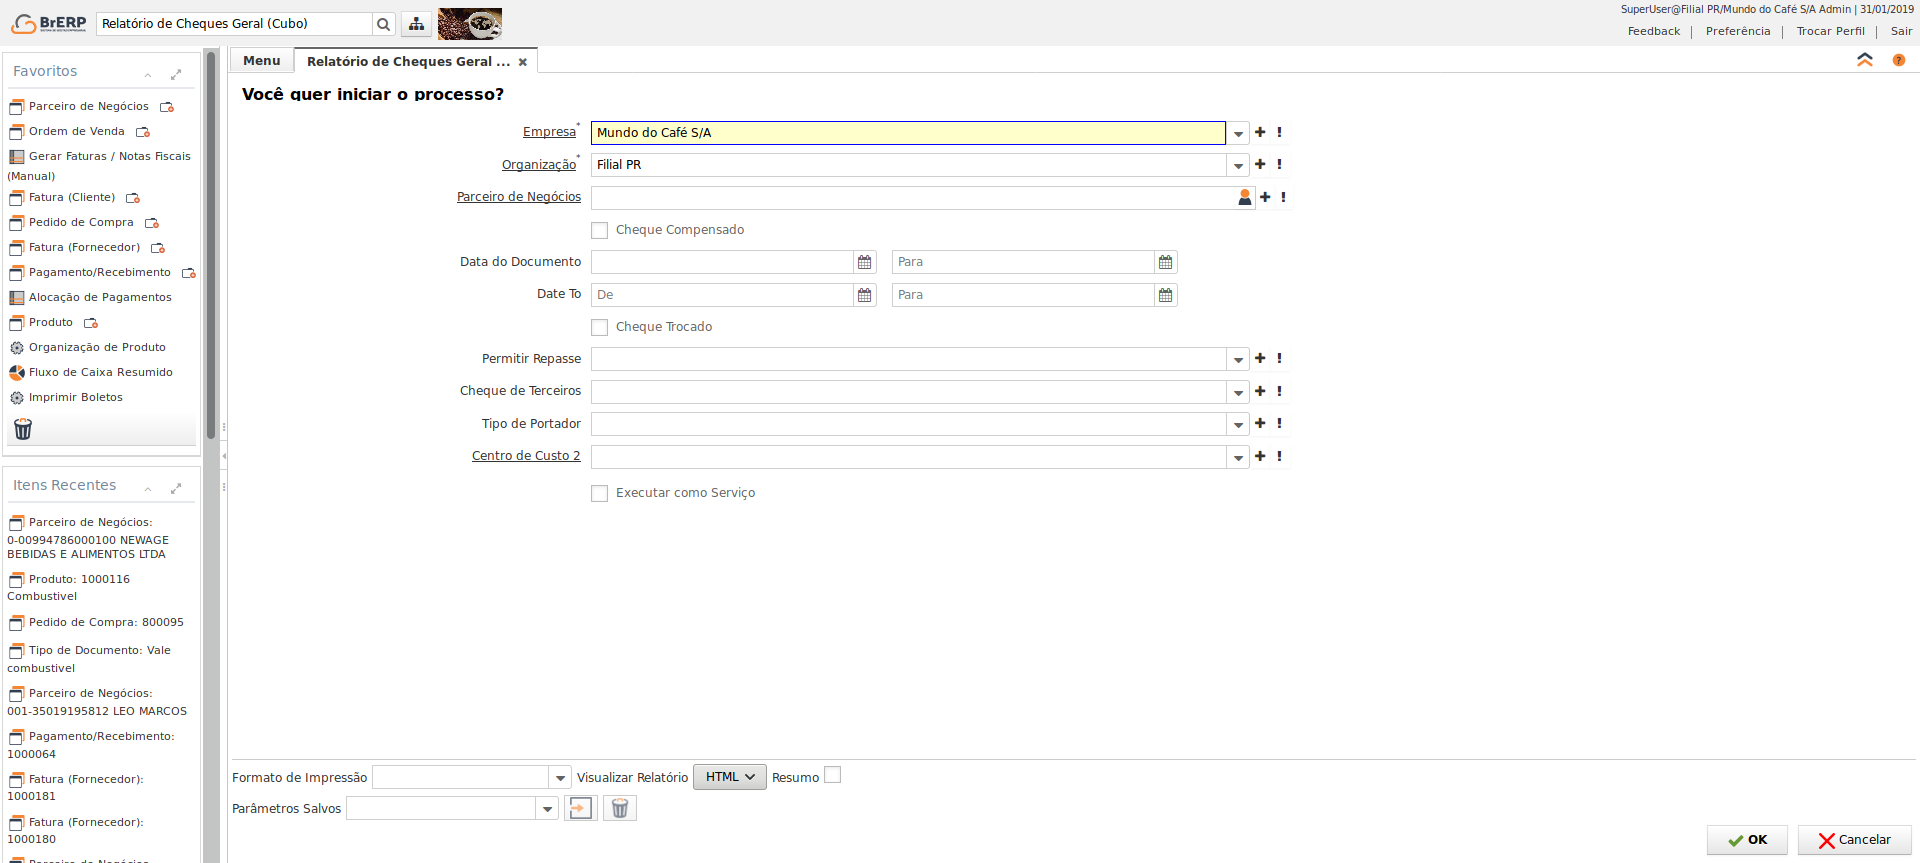 BrERP
Relatório de Cheques Geral (Cubo)
SuperUser@Filial PR/Mundo do Café S/A Admin | 31/01/2019
Feedback | Preferência | Trocar Perfil | Sair
Favoritos
Parceiro de Negócios
Ordem de Venda
Gerar Faturas / Notas Fiscais
(Manual)
Fatura (Cliente)
Pedido de Compra
Fatura (Fornecedor)
Pagamento/Recebimento
Alocação de Pagamentos
Produto
Organização de Produto
Fluxo de Caixa Resumido
Imprimir Boletos
Itens Recentes
Parceiro de Negócios:
0-00994786000100 NEWAGE
BEBIDAS E ALIMENTOS LTDA
Produto: 1000116
Combustivel
Pedido de Compra: 800095
Tipo de Documento: Vale
combustivel
Parceiro de Negócios:
001-35019195812 LEO MARCOS
Pagamento/Recebimento:
1000064
Fatura (Fornecedor):
1000181
Fatura (Fornecedor):
1000180
Parceiro de Negócios
Menu
Relatório de Cheques Geral ...
Você quer iniciar o processo?
Empresa* Mundo do Café S/A
Organização* Filial PR
Parceiro de Negócios
Cheque Compensado
Data do Documento Para
Date To De Para
Cheque Trocado
Permitir Repasse
Cheque de Terceiros
Tipo de Portador
Centro de Custo 2
Executar como Serviço
Formato de Impressão Visualizar Relatório HTML Resumo
Parâmetros Salvos
OK Cancelar